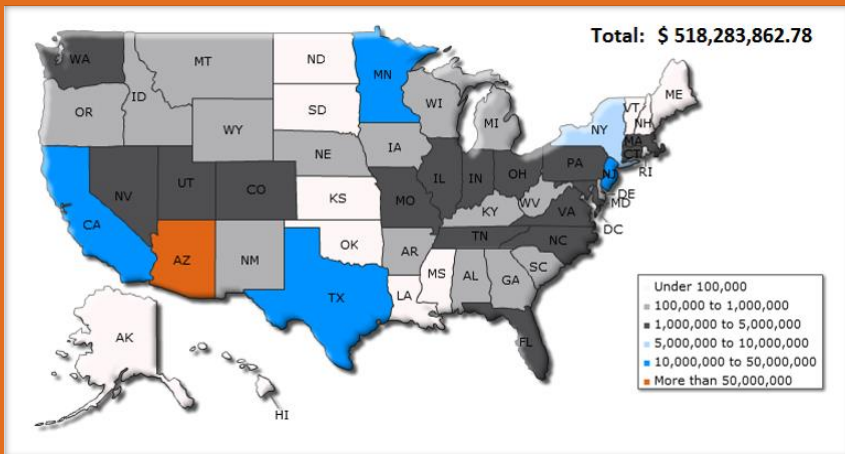 Total: $ 518,283,862.78
WA
MT
ND
MN
ME
OR
ID
SD
WI
VT
NH
WY
MI
NY
MA
CT
RI
NE
IA
PA
NJ
NV
UT
CO
IL
IN
OH
DE
MD
DC
CA
KS
MO
WV
VA
KY
AZ
NM
OK
AR
TN
NC
SC
TX
LA
MS
AL
GA
FL
AK
HI
Under 100,000
100,000 to 1,000,000
1,000,000 to 5,000,000
5,000,000 to 10,000,000
10,000,000 to 50,000,000
More than 50,000,000